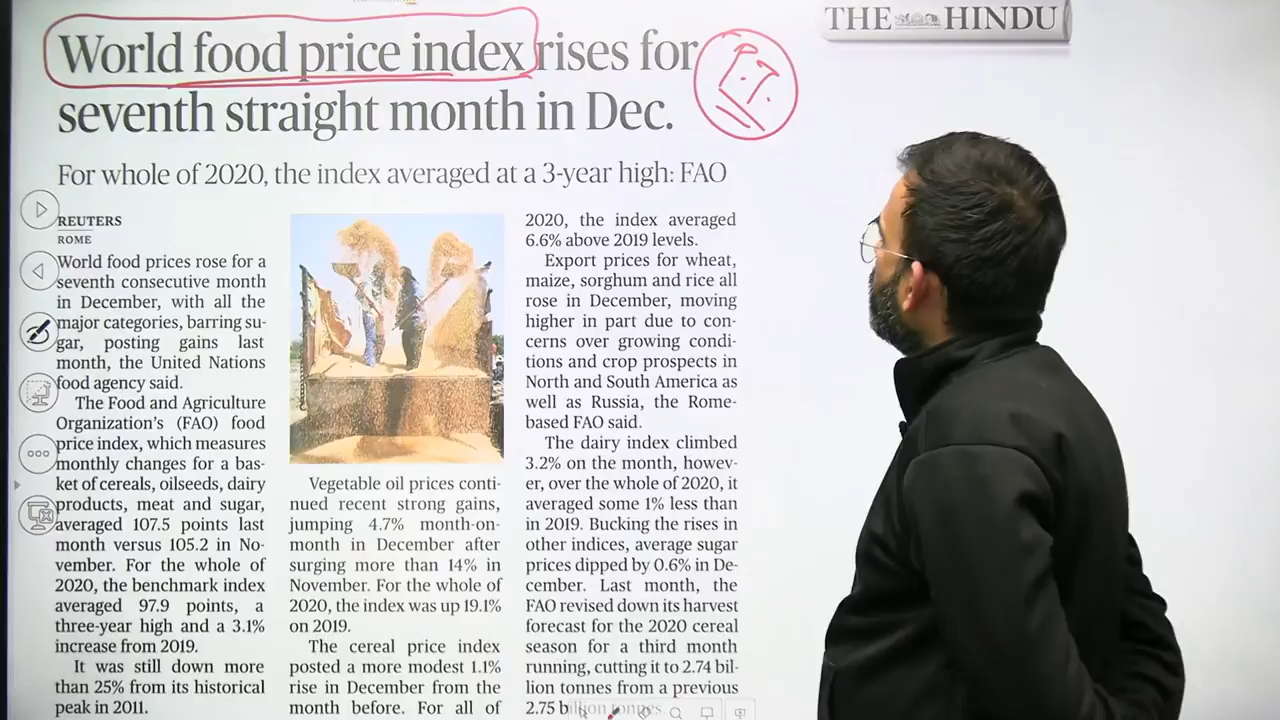 THE HINDU
World food price index rises for
seventh straight month in Dec.
P.T.
For whole of 2020, the index averaged at a 3-year high: FAO
REUTERS
ROME
World food prices rose for a
seventh consecutive month
in December, with all the
major categories, barring su-
gar, posting gains last
month, the United Nations
food agency said.
The Food and Agriculture
Organization's (FAO) food
price index, which measures
monthly changes for a bas-
ket of cereals, oilseeds, dairy
products, meat and sugar,
averaged 107.5 points last
month versus 105.2 in No-
vember. For the whole of
2020, the benchmark index
averaged 97.9 points, a
three-year high and a 3.1%
increase from 2019.
It was still down more
than 25% from its historical
peak in 2011.
Vegetable oil prices conti-
nued recent strong gains,
jumping 4.7% month-on-
month in December after
surging more than 14% in
November. For the whole of
2020, the index was up 19.1%
on 2019.
The cereal price index
posted a more modest 1.1%
rise in December from the
month before. For all of
2020, the index averaged
6.6% above 2019 levels.
Export prices for wheat,
maize, sorghum and rice all
rose in December, moving
higher in part due to con-
cerns over growing condi-
tions and crop prospects in
North and South America as
well as Russia, the Rome-
based FAO said.
The dairy index climbed
3.2% on the month, howev-
er, over the whole of 2020, it
averaged some 1% less than
in 2019. Bucking the rises in
other indices, average sugar
prices dipped by 0.6% in De-
cember. Last month, the
FAO revised down its harvest
forecast for the 2020 cereal
season for a third month
running, cutting it to 2.74 bil-
lion tonnes from a previous
2.75 billion tonnes.